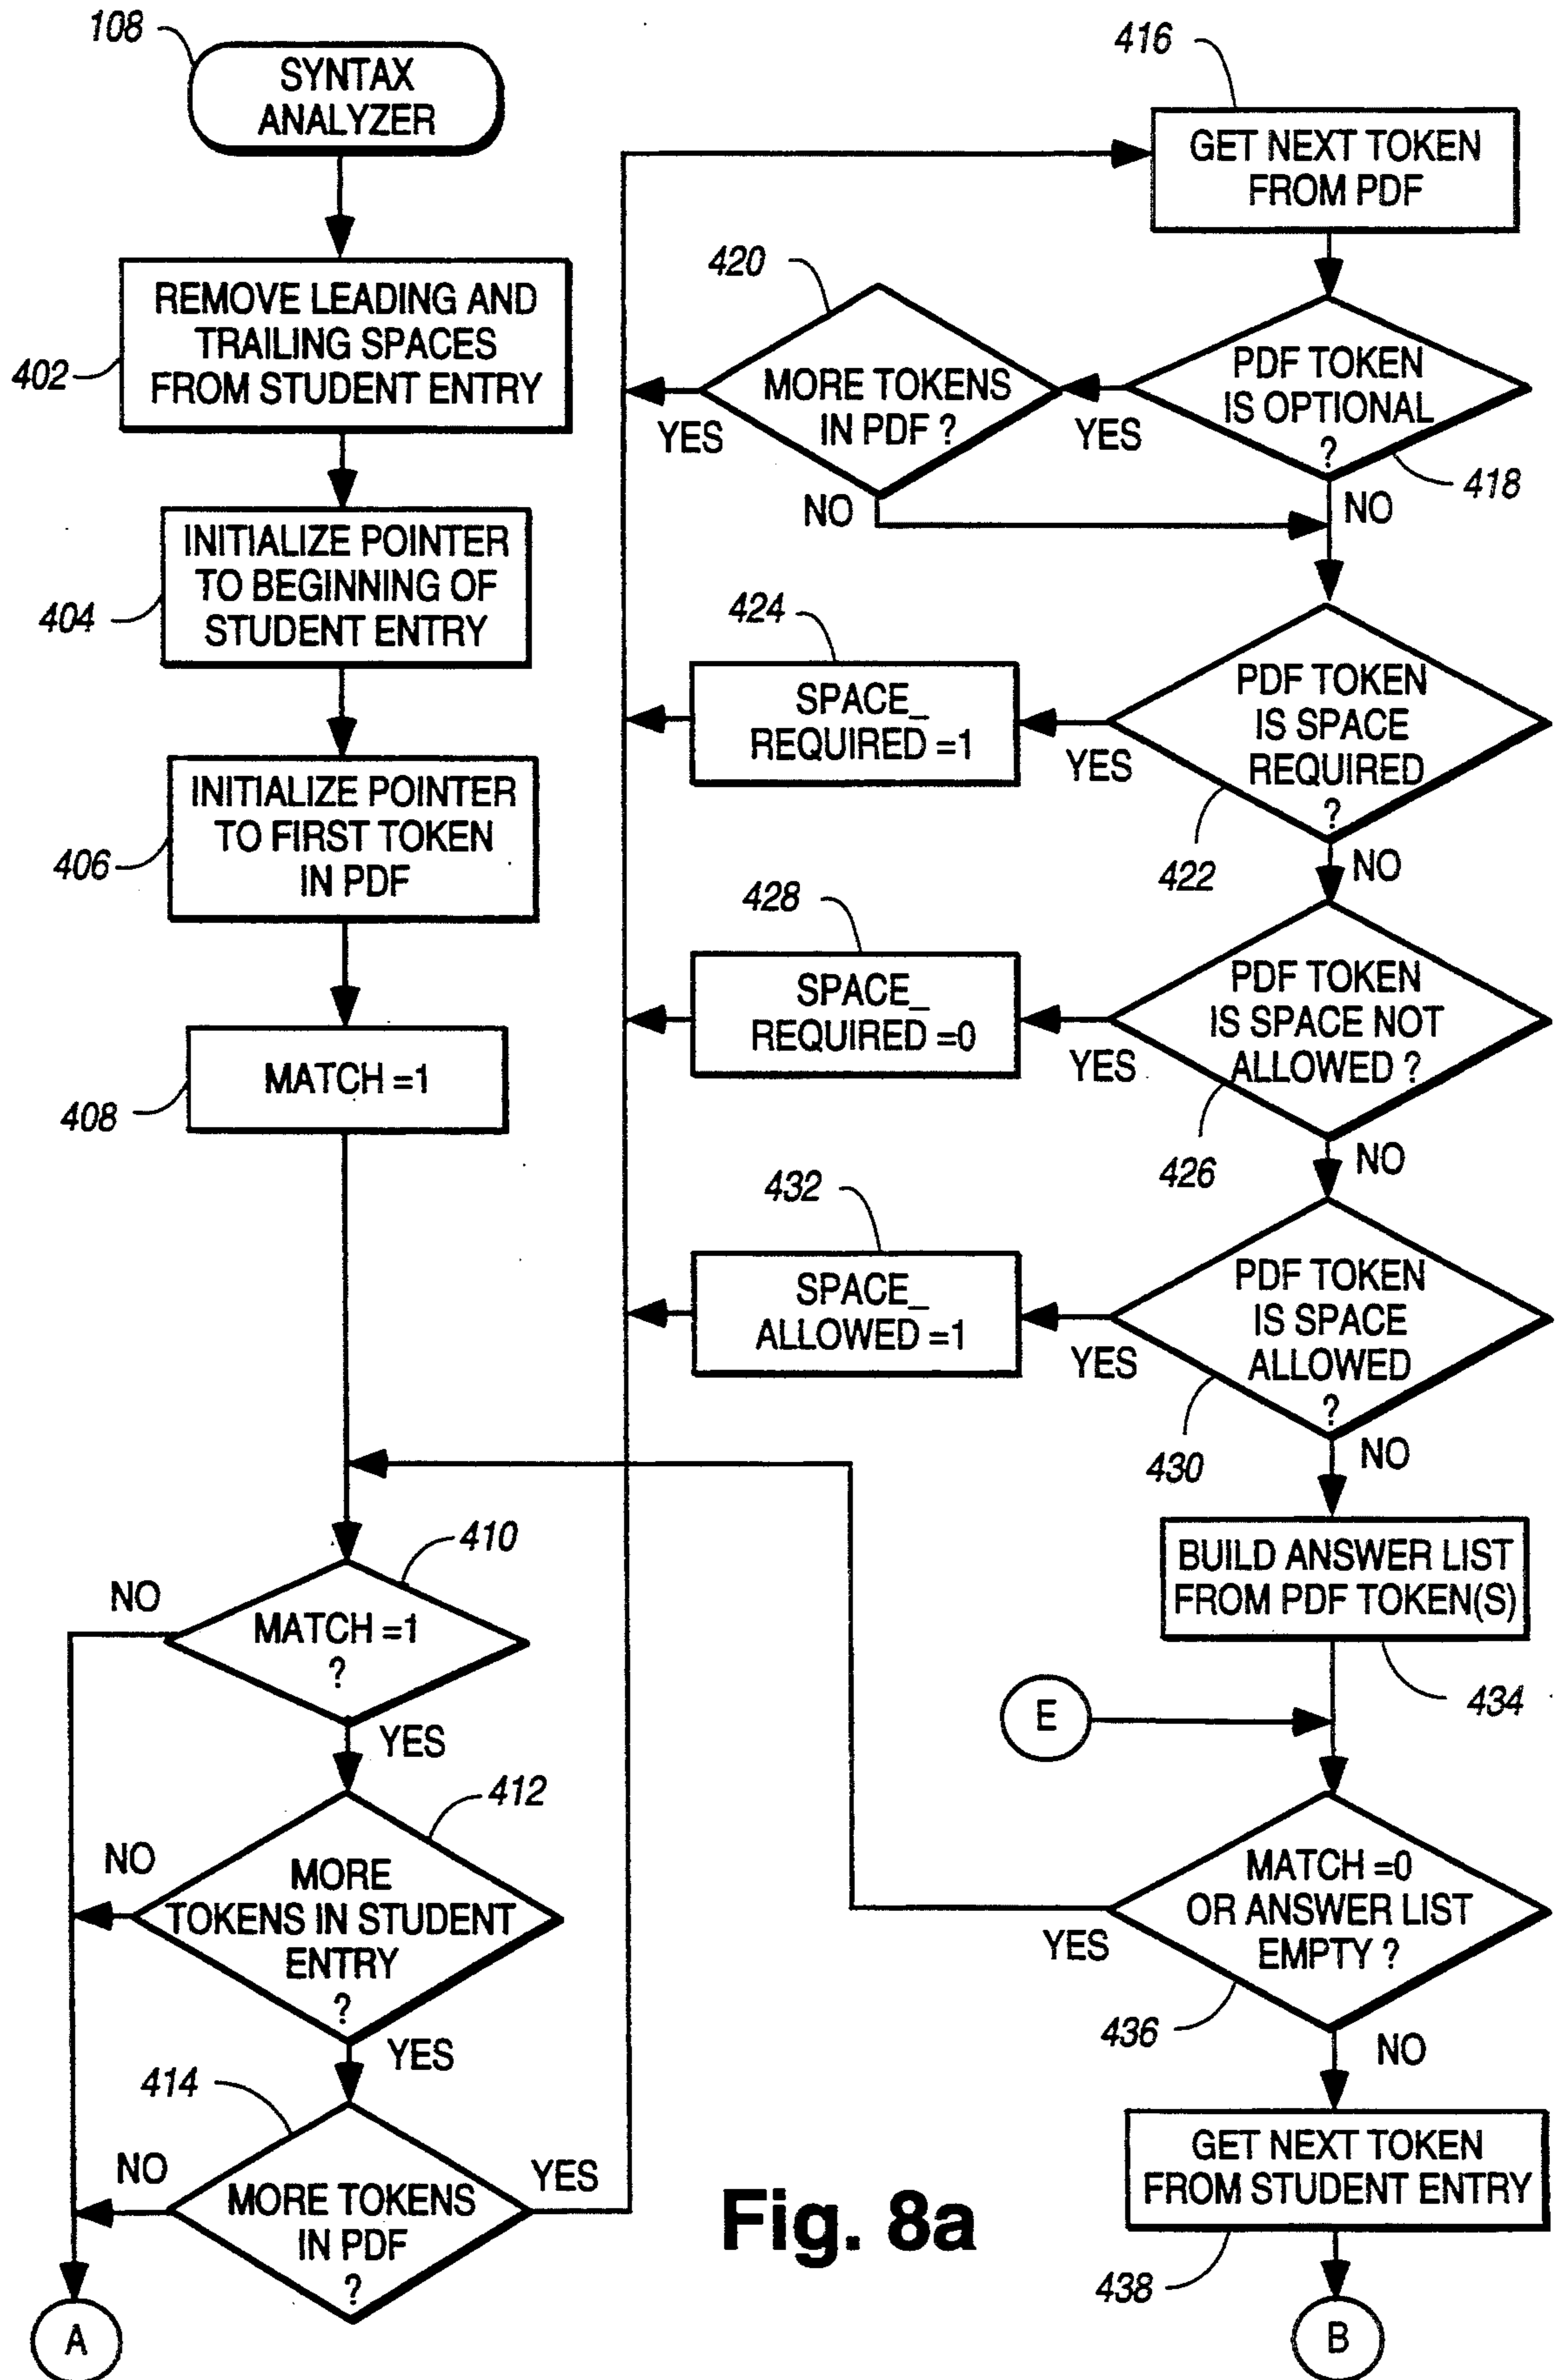 108
SYNTAX
ANALYZER
402
REMOVE LEADING AND
TRAILING SPACES
FROM STUDENT ENTRY
404
INITIALIZE POINTER
TO BEGINNING OF
STUDENT ENTRY
406
INITIALIZE POINTER
TO FIRST TOKEN
IN PDF
408
MATCH =1
410
MATCH =1
?
NO
YES
412
MORE
TOKENS IN STUDENT
ENTRY
?
NO
YES
414
MORE TOKENS
IN PDF
?
NO
YES
A
416
GET NEXT TOKEN
FROM PDF
418
PDF TOKEN
IS OPTIONAL
?
YES
NO
420
MORE TOKENS
IN PDF ?
YES
NO
422
PDF TOKEN
IS SPACE
REQUIRED
?
YES
NO
424
SPACE_
REQUIRED =1
426
PDF TOKEN
IS SPACE NOT
ALLOWED ?
YES
NO
428
SPACE_
REQUIRED =0
430
PDF TOKEN
IS SPACE
ALLOWED
?
YES
NO
432
SPACE_
ALLOWED =1
434
BUILD ANSWER LIST
FROM PDF TOKEN(S)
E
436
MATCH =0
OR ANSWER LIST
EMPTY ?
YES
NO
438
GET NEXT TOKEN
FROM STUDENT ENTRY
B
Fig. 8a